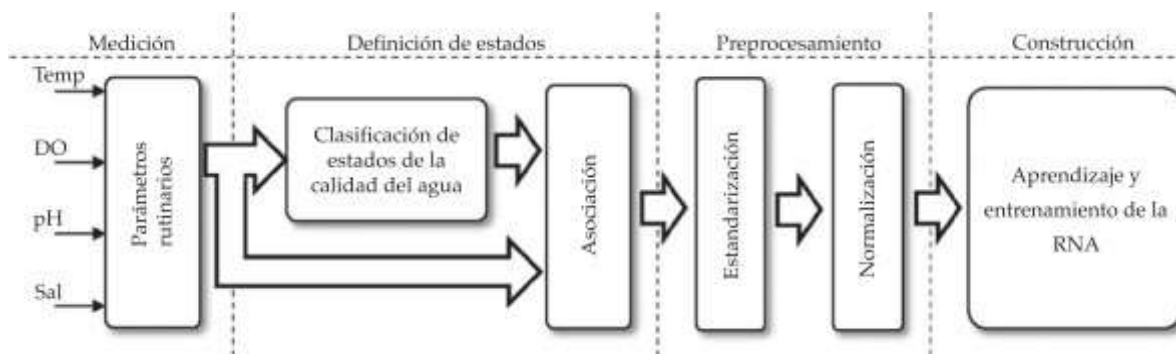 Medición
Definición de estados
Preprocesamiento
Construcción
Temp
DO
pH
Sal
Parámetros
rutinarios
Clasificación de
estados de la
calidad del agua
Asociación
Estandarización
Normalización
Aprendizaje y
entrenamiento de la
RNA